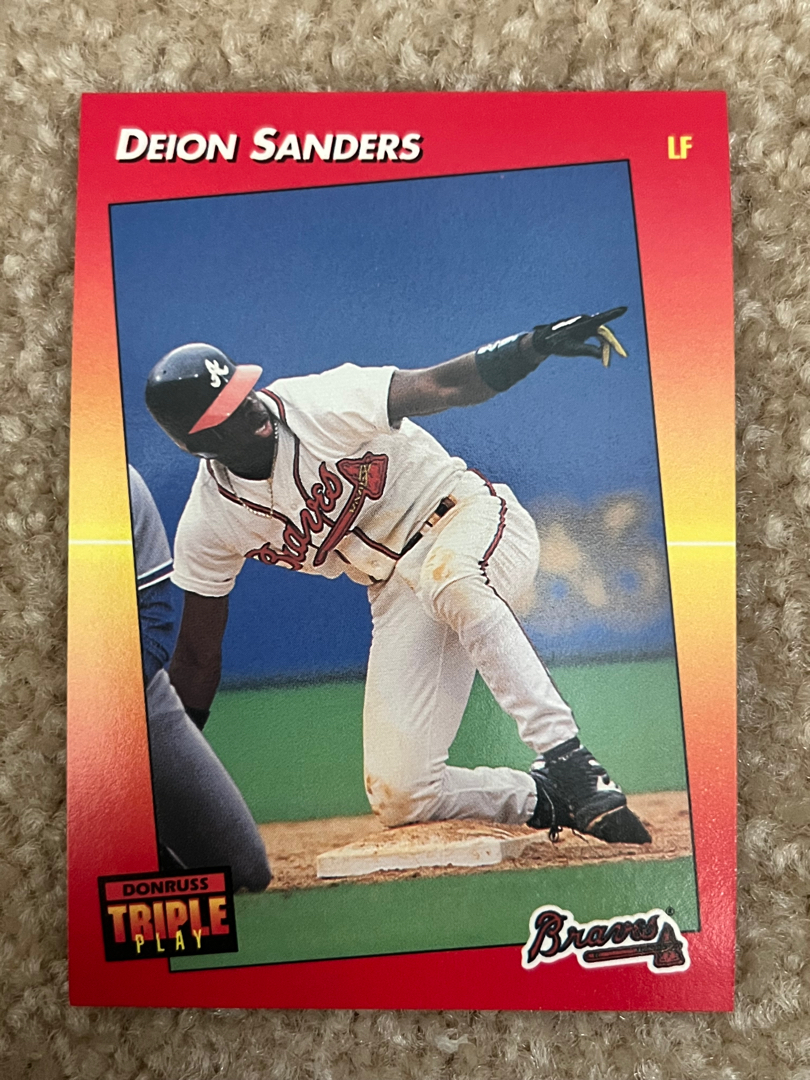 DEION SANDERS
LF
A
Braves
DONRUSS
TRIPLE
PLAY
Braves